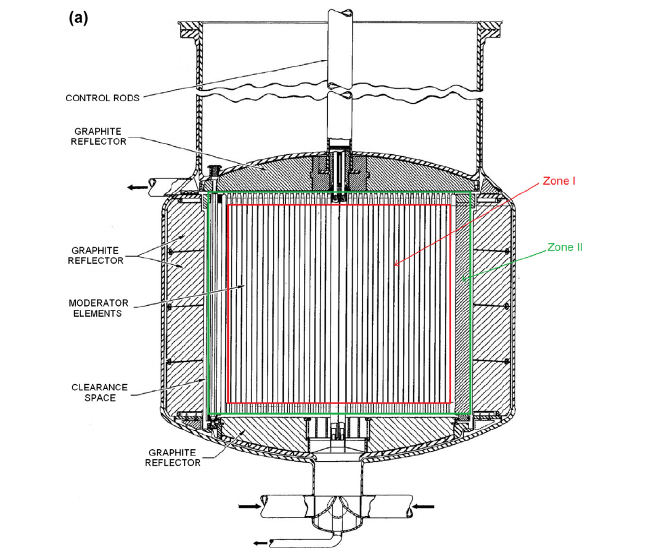 (a)
CONTROL RODS
GRAPHITE
REFLECTOR
Zone I
GRAPHITE
REFLECTOR
Zone II
MODERATOR
ELEMENTS
CLEARANCE
SPACE
GRAPHITE
REFLECTOR